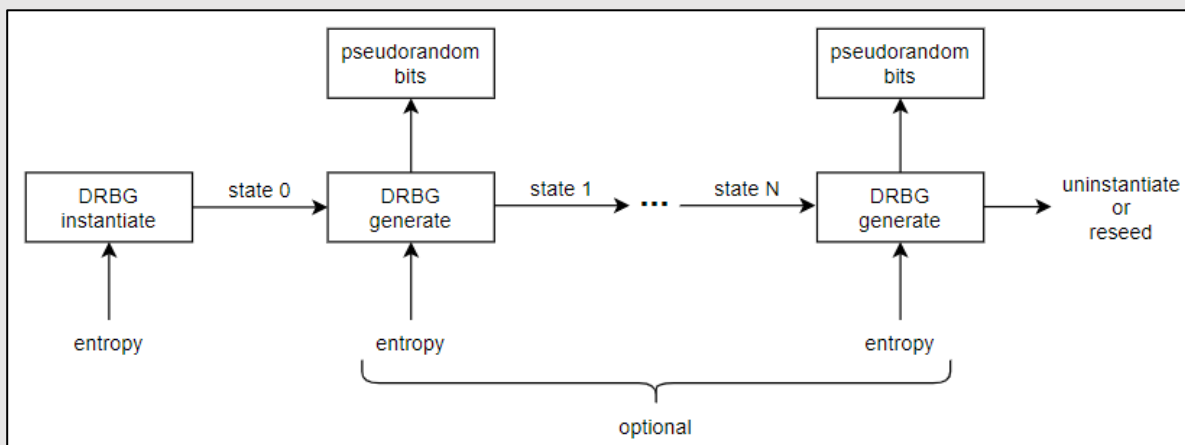 pseudorandom
bits
pseudorandom
bits
DRBG
instantiate
state 0
DRBG
generate
state 1
...
state N
DRBG
generate
uninstantiate
or
reseed
entropy
entropy
entropy
optional